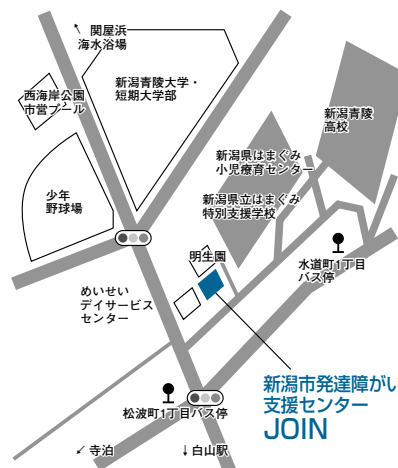 ↖ 関屋浜
海水浴場
新潟青陵大学・
短期大学部
西海岸公園
市営プール
新潟青陵
高校
新潟県はまぐみ
小児療育センター
新潟県立はまぐみ
特別支援学校
少年
野球場
明生園
水道町1丁目
バス停
めいせい
デイサービス
センター
新潟市発達障がい
支援センター
JOIN
松波町1丁目バス停
↙寺泊
↓白山駅